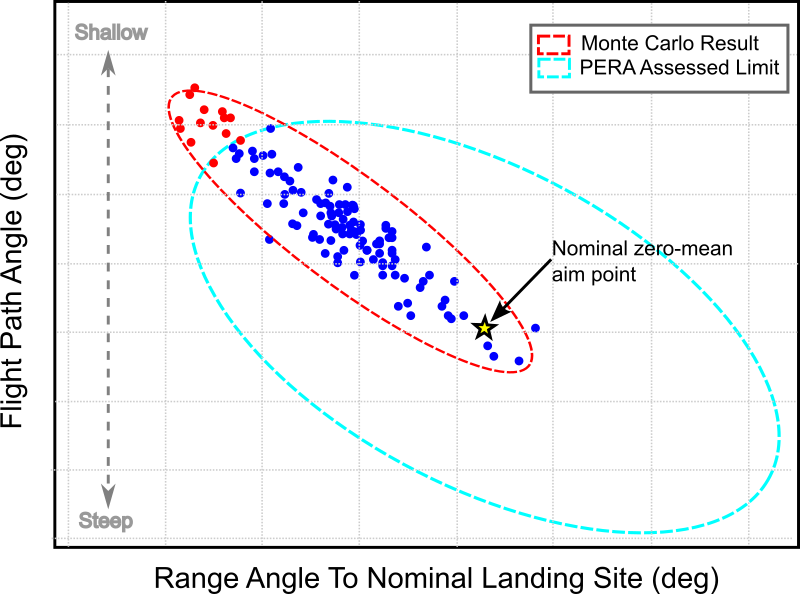 Shallow
Monte Carlo Result
PERA Assessed Limit
Flight Path Angle (deg)
Nominal zero-mean
aim point
Steep
Range Angle To Nominal Landing Site (deg)